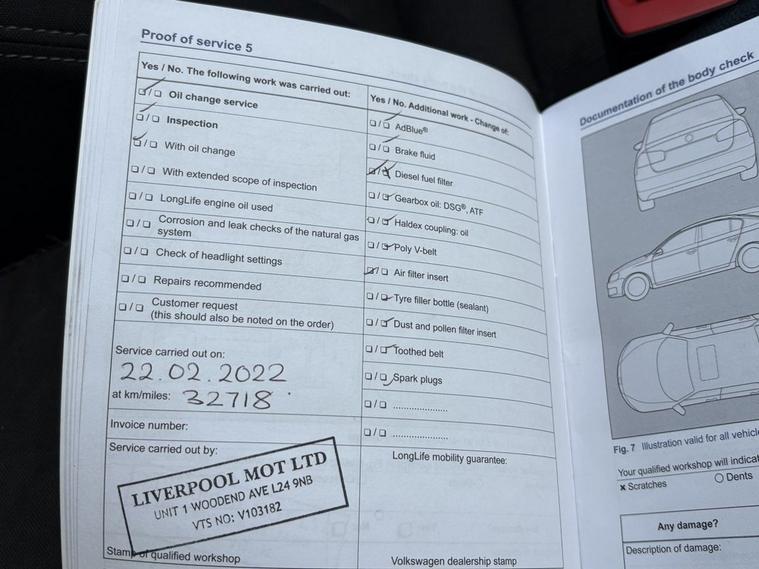 Proof of service 5
Yes / No. The following work was carried out:
☐/☐ Oil change service
☐/☐ Inspection
☐/☐ With oil change
☐/☐ With extended scope of inspection
☐/☐ LongLife engine oil used
☐/☐ Corrosion and leak checks of the natural gas
system
☐/☐ Check of headlight settings
☐/☐ Repairs recommended
☐/☐ Customer request
(this should also be noted on the order)
Service carried out on:
22.02.2022
at km/miles: 32718
Invoice number:
Service carried out by:
LIVERPOOL MOT LTD
UNIT 1 WOODEND AVE L24 9NB
VTS NO: V103182
Stamp of qualified workshop
Yes / No. Additional work - Change of:
☐/☐ AdBlue®
☐/☐ Brake fluid
☐/☐ Diesel fuel filter
☐/☐ Gearbox oil: DSG®, ATF
☐/☐ Haldex coupling: oil
☐/☐ Poly V-belt
☐/☐ Air filter insert
☐/☐ Tyre filler bottle (sealant)
☐/☐ Dust and pollen filter insert
☐/☐ Toothed belt
☐/☐ Spark plugs
☐/☐ ....................
☐/☐ ....................
LongLife mobility guarantee:
Volkswagen dealership stamp
Documentation of the body check
Fig. 7 Illustration valid for all
Your qualified workshop will
x Scratches O Dents
Any damage?
Description of damage: